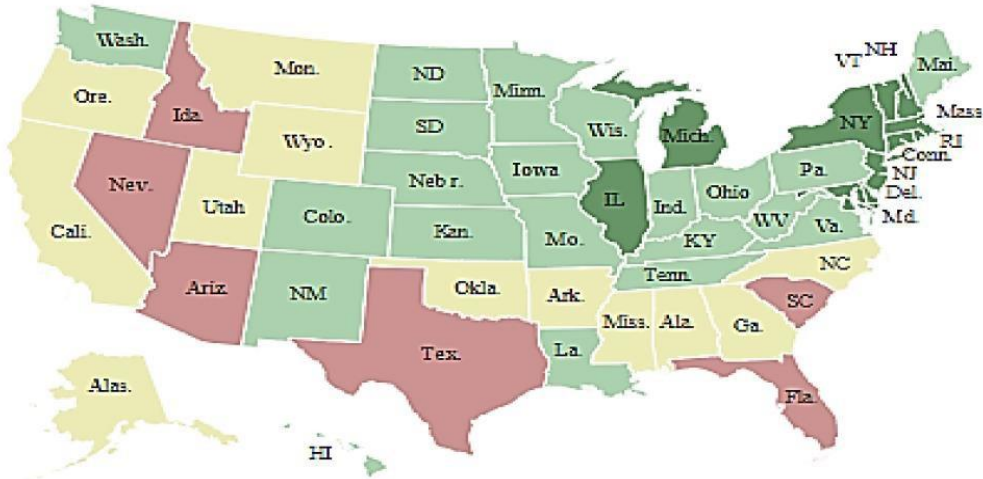 Wash.
Mon.
ND
Minn.
VT
NH
Mai.
Ore.
Ida.
SD
Wis.
Mich.
NY
Mass
Wyo.
RI
Conn.
Nev.
Utah
Nebr.
Iowa
IL
Ind.
Ohio
Pa.
NJ
Del.
Cali.
Colo.
Kan.
Mo.
KY
WV
Va.
Md.
Ariz.
NM
Okla.
Ark.
Tenn.
NC
Tex.
La.
Miss.
Ala.
Ga.
SC
Alas.
HI
Fla.